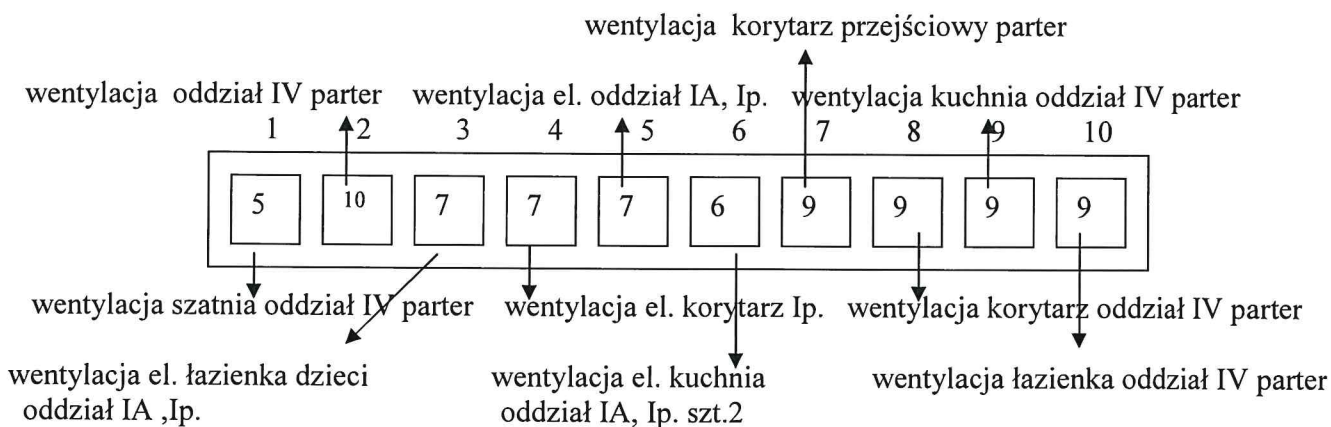 wentylacja korytarz przejściowy parter
wentylacja oddział IV parter wentylacja el. oddział IA, Ip. wentylacja kuchnia oddział IV parter
1 2 3 4 5 6 7 8 9 10
5 10 7 7 7 6 9 9 9 9
wentylacja szatnia oddział IV parter wentylacja el. korytarz Ip. wentylacja korytarz oddział IV parter
wentylacja el. łazienka dzieci
oddział IA ,Ip.
wentylacja el. kuchnia
oddział IA, Ip. szt.2
wentylacja łazienka oddział IV parter